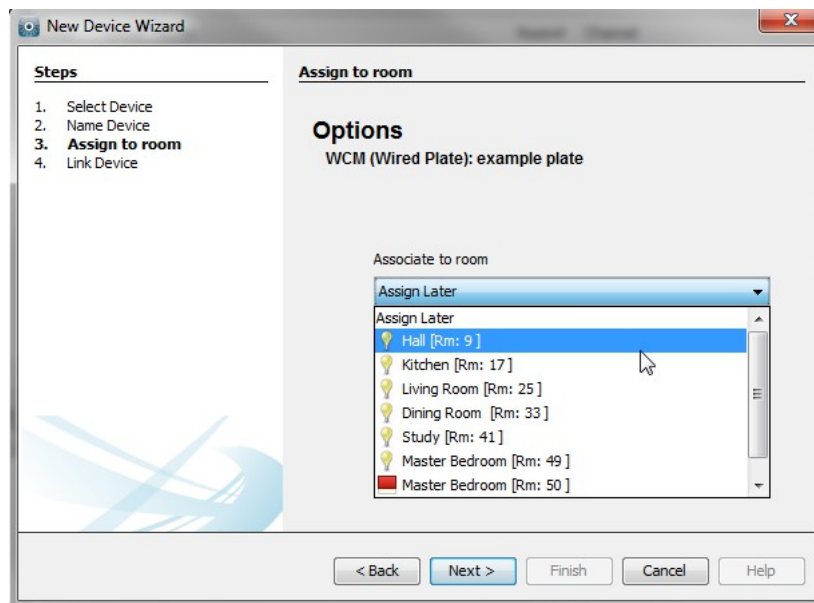 New Device Wizard
Steps
1. Select Device
2. Name Device
3. Assign to room
4. Link Device
Assign to room
Options
WCM (Wired Plate): example plate
Associate to room
Assign Later
Assign Later
Hall [Rm: 9 ]
Kitchen [Rm: 17 ]
Living Room [Rm: 25 ]
Dining Room [Rm: 33 ]
Study [Rm: 41 ]
Master Bedroom [Rm: 49 ]
Master Bedroom [Rm: 50 ]
< Back Next > Finish Cancel Help